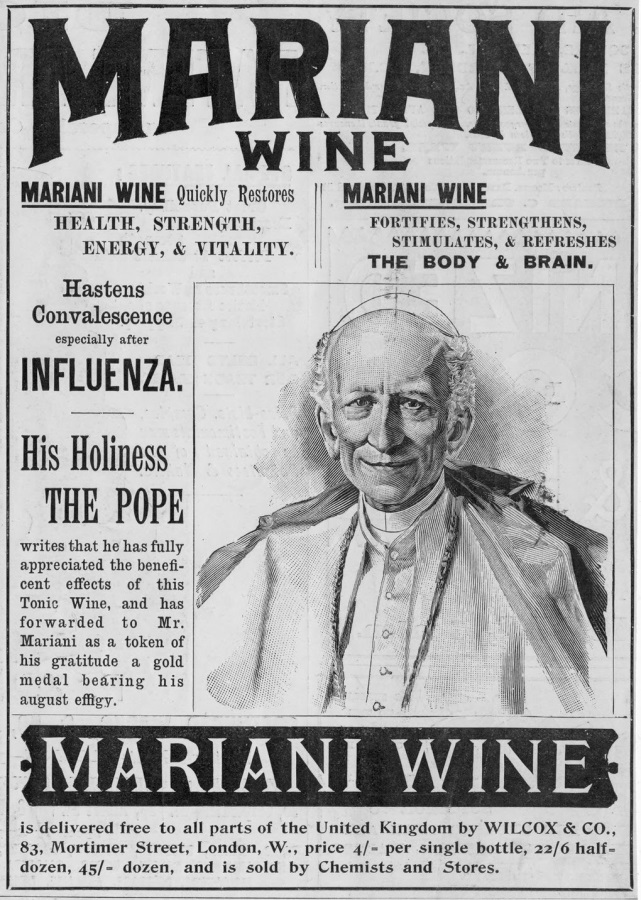 MARIANI
WINE
MARIANI WINE Quickly Restores
HEALTH, STRENGTH,
ENERGY, & VITALITY.
MARIANI WINE
FORTIFIES, STRENGTHENS,
STIMULATES, & REFRESHES
THE BODY & BRAIN.
Hastens
Convalescence
especially after
INFLUENZA.
His Holiness
THE POPE
writes that he has fully
appreciated the benefi-
cent effects of this
Tonic Wine, and has
forwarded to Mr.
Mariani as a token of
his gratitude a gold
medal bearing his
august effigy.
MARIANI WINE
is delivered free to all parts of the United Kingdom by WILCOX & CO.,
83, Mortimer Street, London, W., price 4/- per single bottle, 22/6 half-
dozen, 45/- dozen, and is sold by Chemists and Stores.